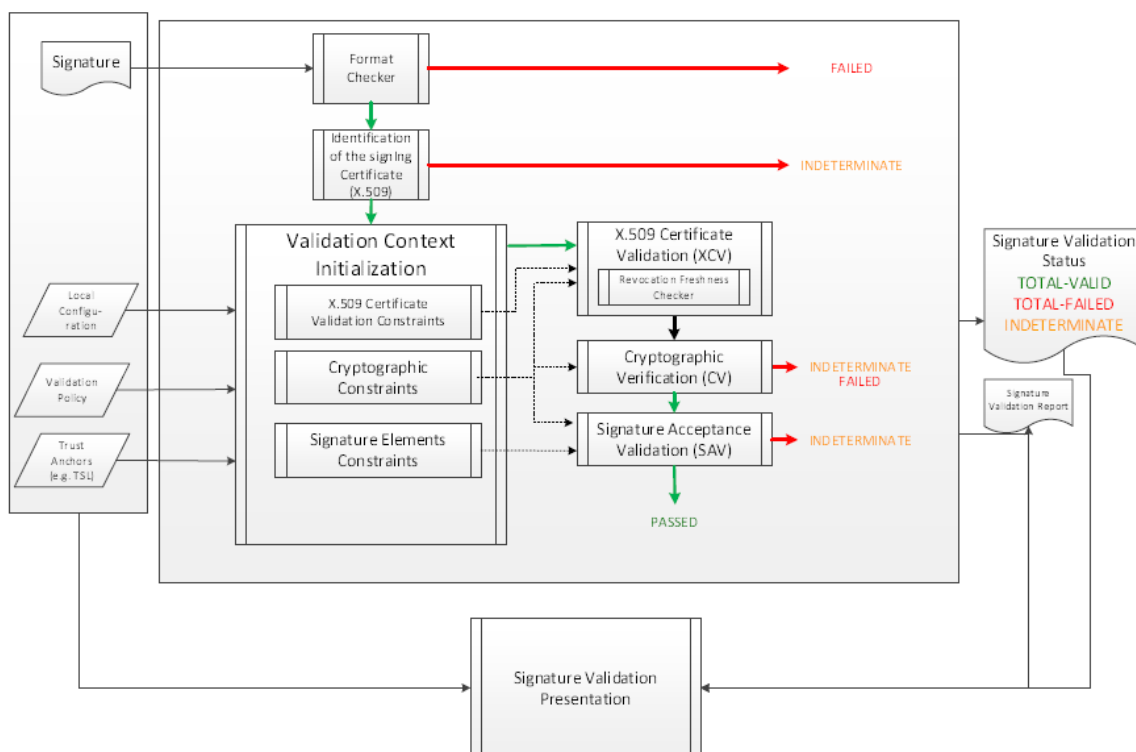 Signature
Format
Checker
FAILED
Identification
of the signIng
Certificate
(X.509)
INDETERMINATE
Validation Context
Initialization
X.509 Certificate
Validation (XCV)
Revocation Freshness
Checker
Signature Validation
Status
TOTAL-VALID
TOTAL-FAILED
INDETERMINATE
Local
Configu-
ration
X.509 Certificate
Validation Constraints
Cryptographic
Constraints
Cryptographic
Verification (CV)
INDETERMINATE
FAILED
Validation
Policy
Signature
Validation Report
Trust
Anchors
(e.g. TSL)
Signature Elements
Constraints
Signature Acceptance
Validation (SAV)
INDETERMINATE
PASSED
Signature Validation
Presentation